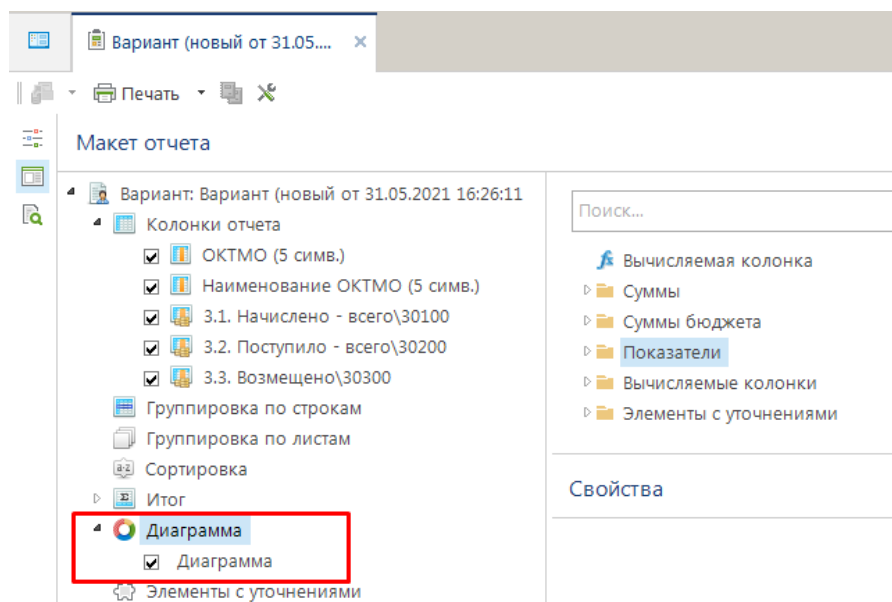 Вариант (новый от 31.05....
Печать
Макет отчета
Вариант: Вариант (новый от 31.05.2021 16:26:11
Колонки отчета
ОКТМО (5 симв.)
Наименование ОКТМО (5 симв.)
3.1. Начислено - всего\30100
3.2. Поступило - всего\30200
3.3. Возмещено\30300
Группировка по строкам
Группировка по листам
Сортировка
Итог
Диаграмма
Диаграмма
Элементы с уточнениями
Поиск...
Вычисляемая колонка
Суммы
Суммы бюджета
Показатели
Вычисляемые колонки
Элементы с уточнениями
Свойства